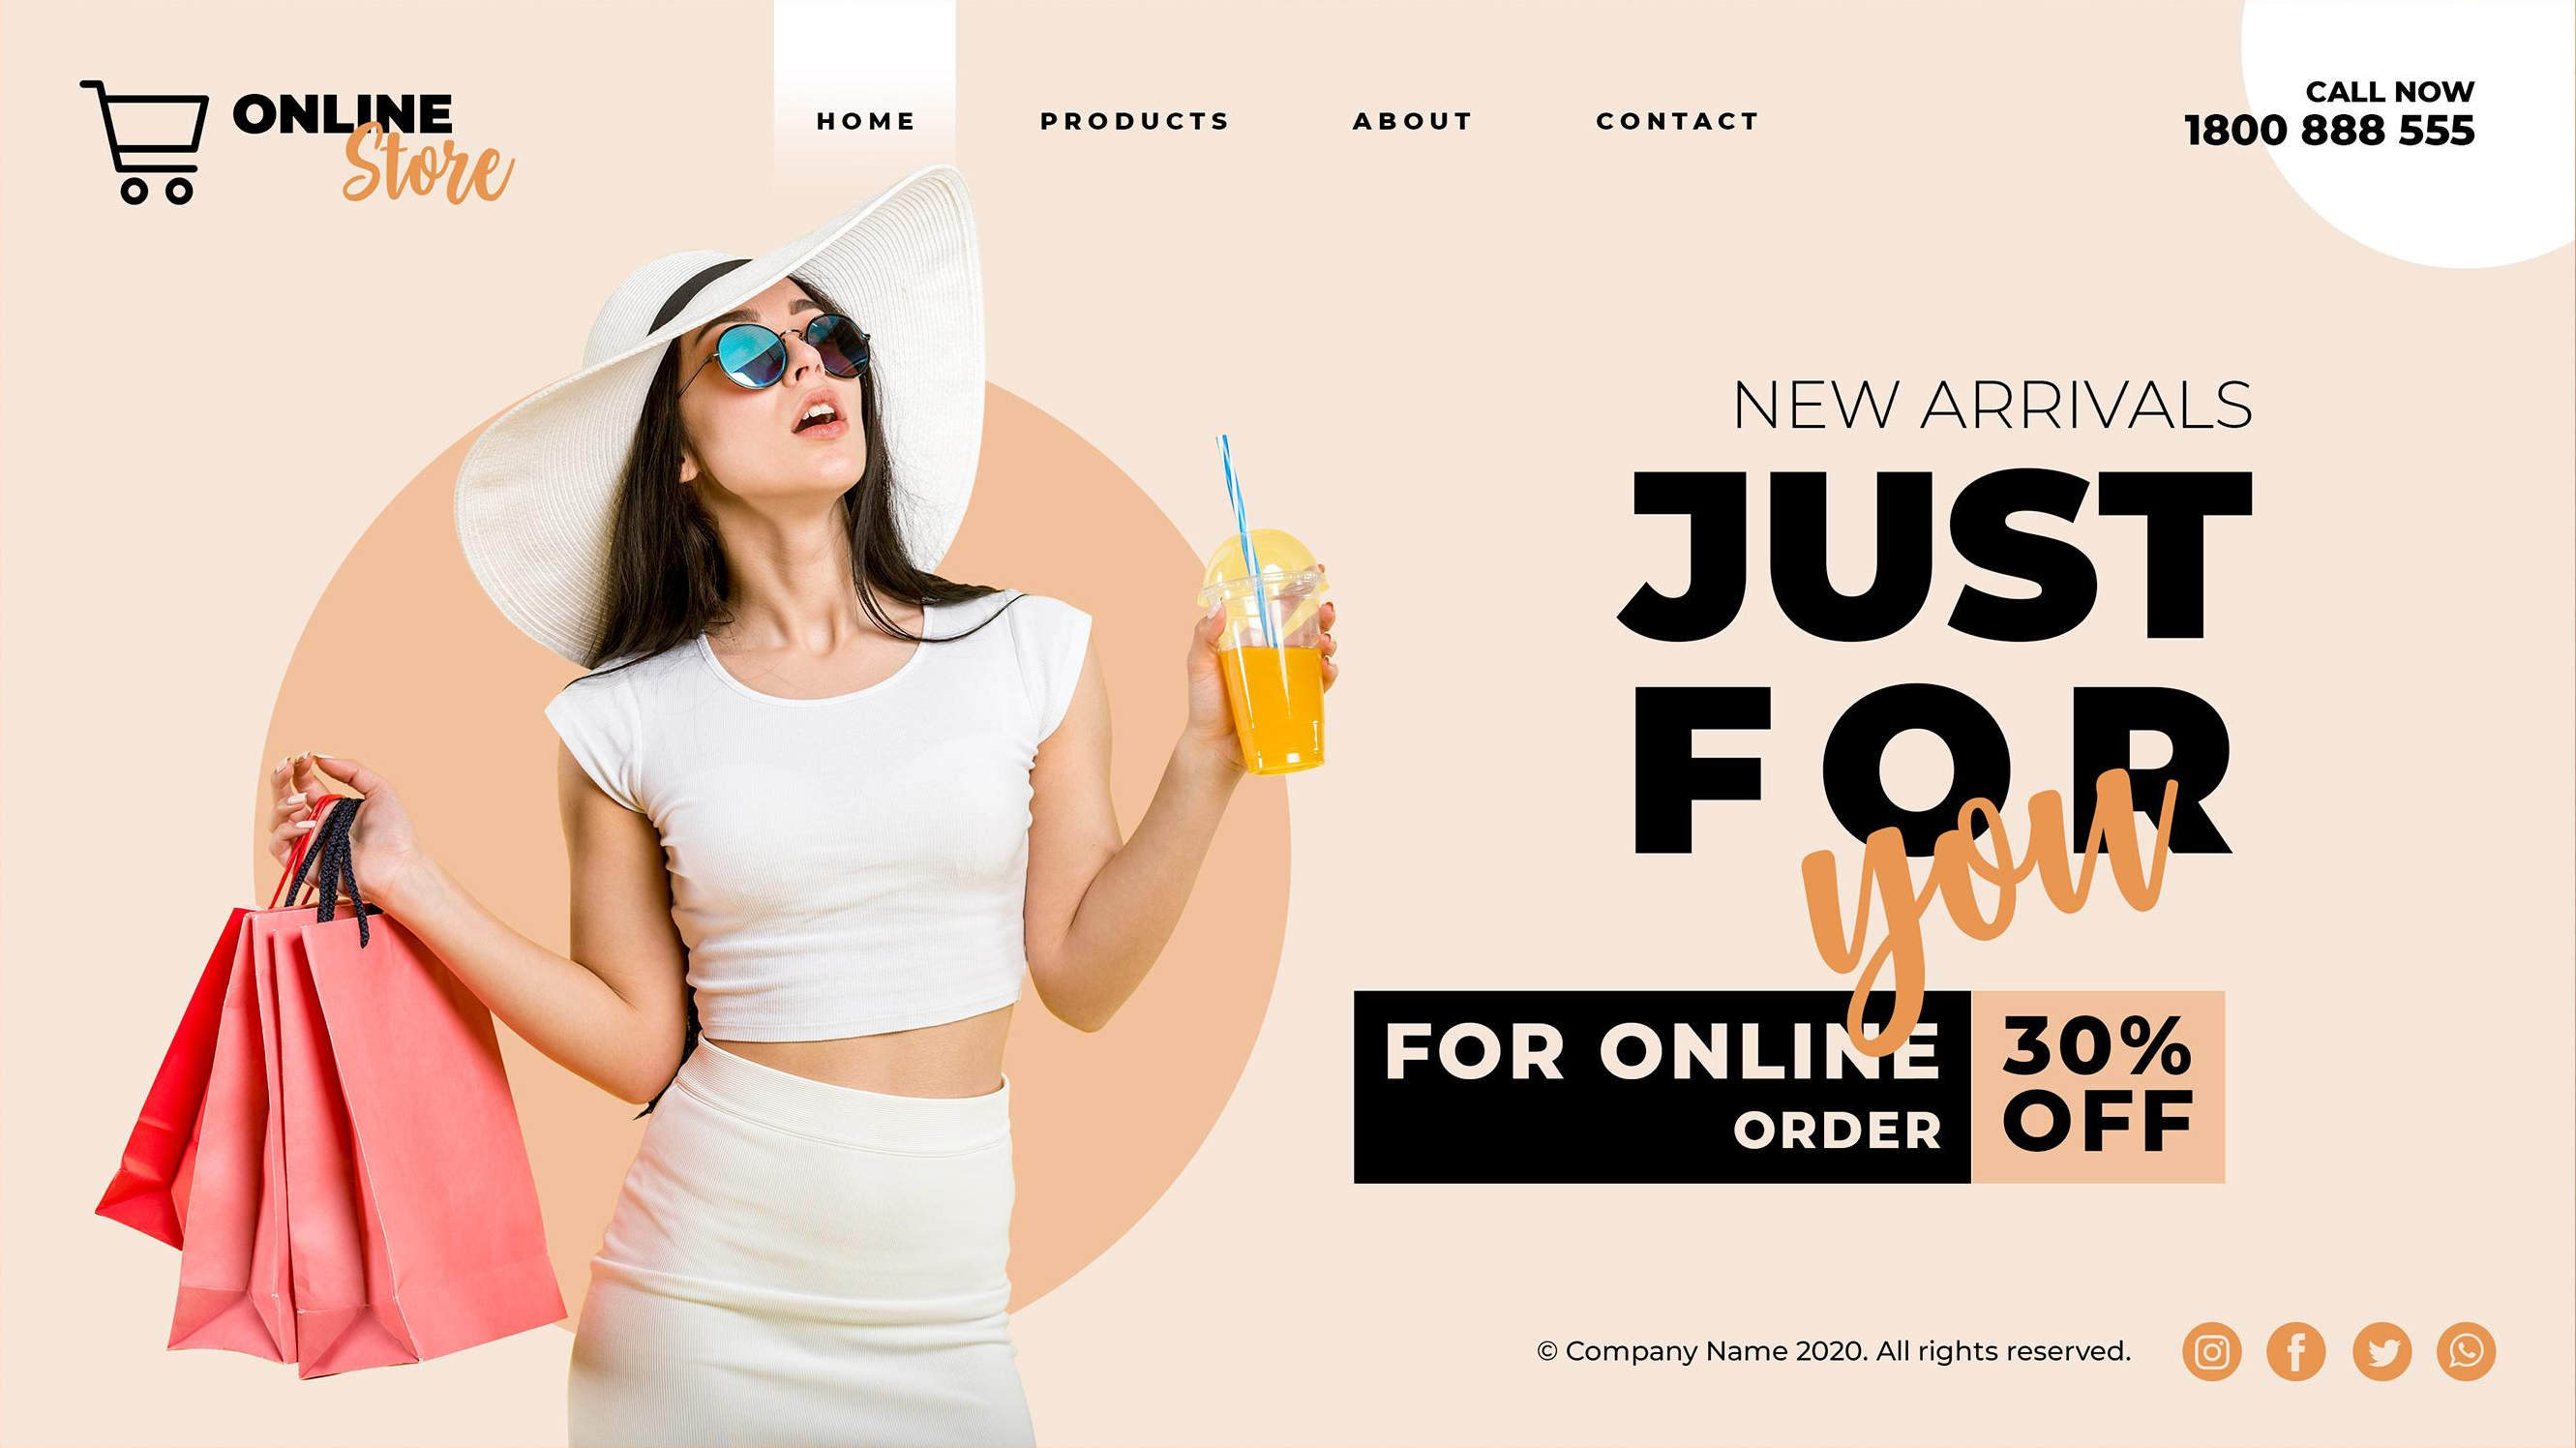 ONLINE
Store
HOME PRODUCTS ABOUT CONTACT
CALL NOW
1800 888 555
NEW ARRIVALS
JUST
FOR
you
FOR ONLINE
ORDER
30%
OFF
© Company Name 2020. All rights reserved.